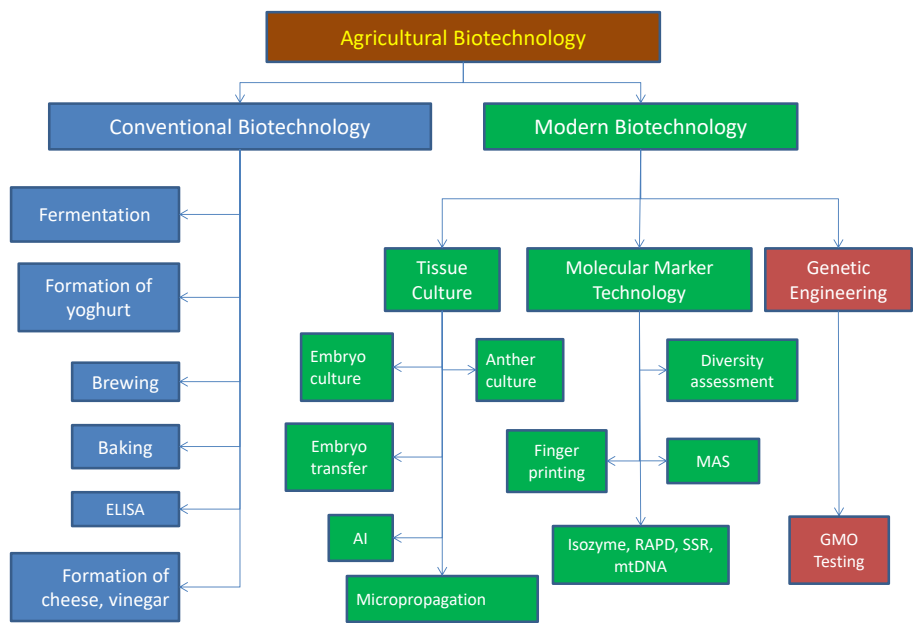 Agricultural Biotechnology
Conventional Biotechnology
Modern Biotechnology
Fermentation
Formation of
yoghurt
Brewing
Baking
ELISA
Formation of
cheese, vinegar
Tissue
Culture
Molecular Marker
Technology
Genetic
Engineering
Embryo
culture
Anther
culture
Embryo
transfer
AI
Micropropagation
Diversity
assessment
Finger
printing
MAS
Isozyme, RAPD, SSR,
mtDNA
GMO
Testing